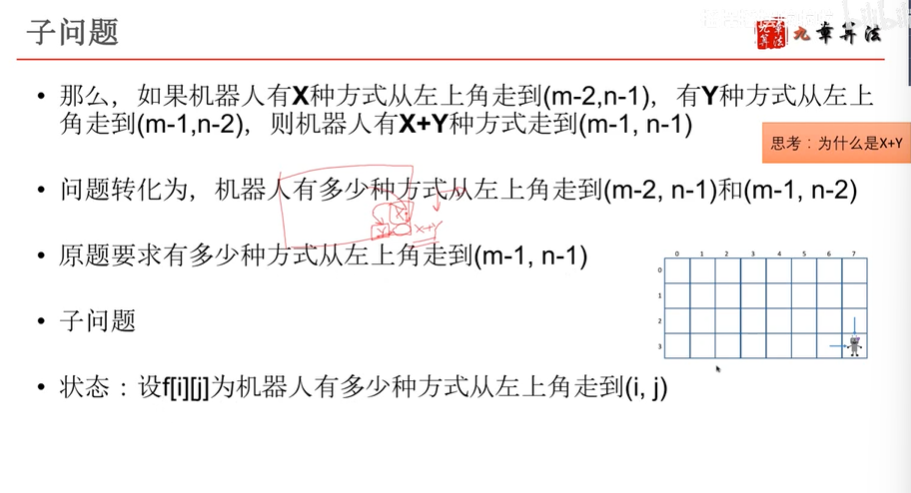 子问题
九章算法
• 那么，如果机器人有X种方式从左上角走到(m-2,n-1)，有Y种方式从左上
角走到(m-1,n-2)，则机器人有X+Y种方式走到(m-1, n-1)
思考：为什么是X+Y
• 问题转化为，机器人有多少种方式从左上角走到(m-2, n-1)和(m-1, n-2)
X+Y
• 原题要求有多少种方式从左上角走到(m-1, n-1)
0 1 2 3 4 5 6 7
0
1
2
3
• 子问题
• 状态：设f[i][j]为机器人有多少种方式从左上角走到(i, j)